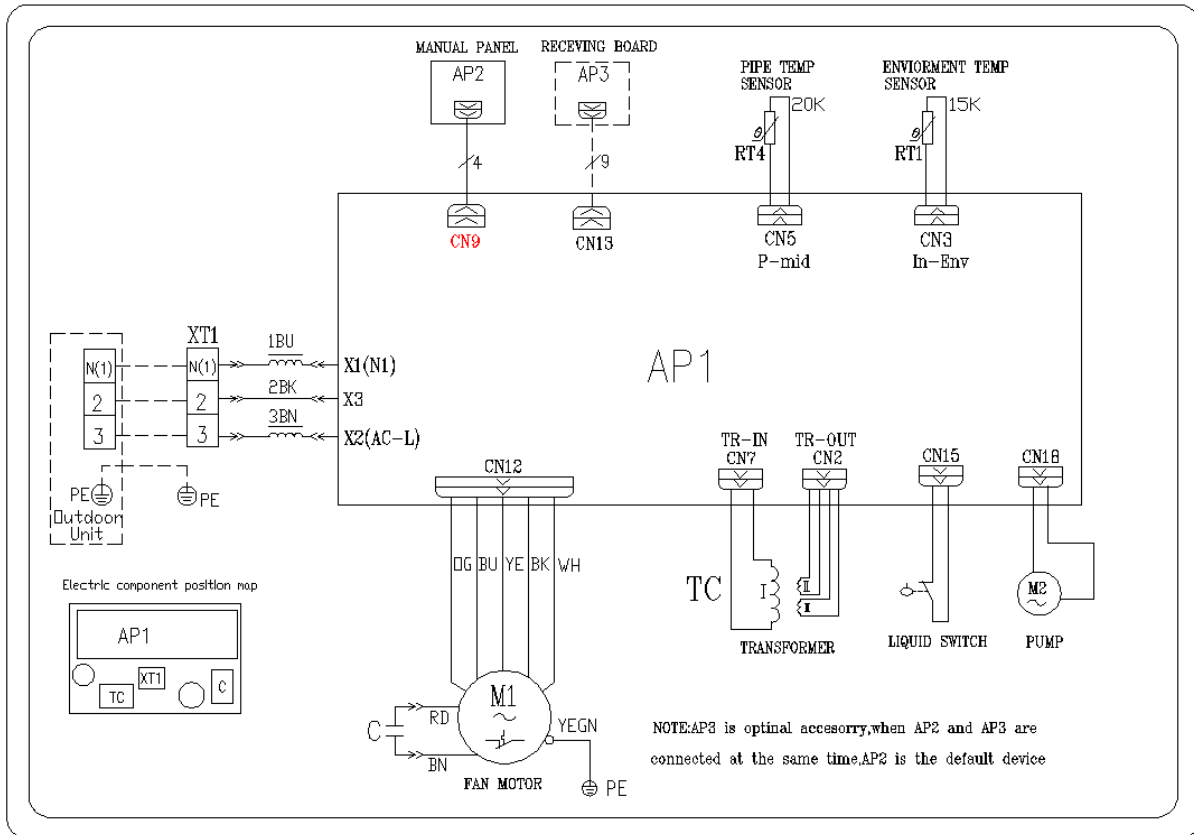 MANUAL PANEL
RECEVING BOARD
PIPE TEMP
SENSOR
ENVIORMENT TEMP
SENSOR
AP2
AP3
20K
15K
θ
RT4
θ
RT1
4
9
CN9
CN13
CN5
P-mid
CN3
In-Env
XT1
N(1)
N(1)
1BU
X1(N1)
2
2
2BK
X3
3
3
3BN
X2(AC-L)
AP1
PE
PE
Outdoor
Unit
CN12
TR-IN
CN7
TR-OUT
CN2
CN15
CN18
OG
BU
YE
BK
WH
TC
I
II
II
M2
~
TRANSFORMER
LIQUID SWITCH
PUMP
Electric component position map
AP1
TC
XT1
C
C
RD
BN
M1
~
YEGN
PE
FAN MOTOR
NOTE:AP3 is optinal accesorry,when AP2 and AP3 are
connected at the same time,AP2 is the default device